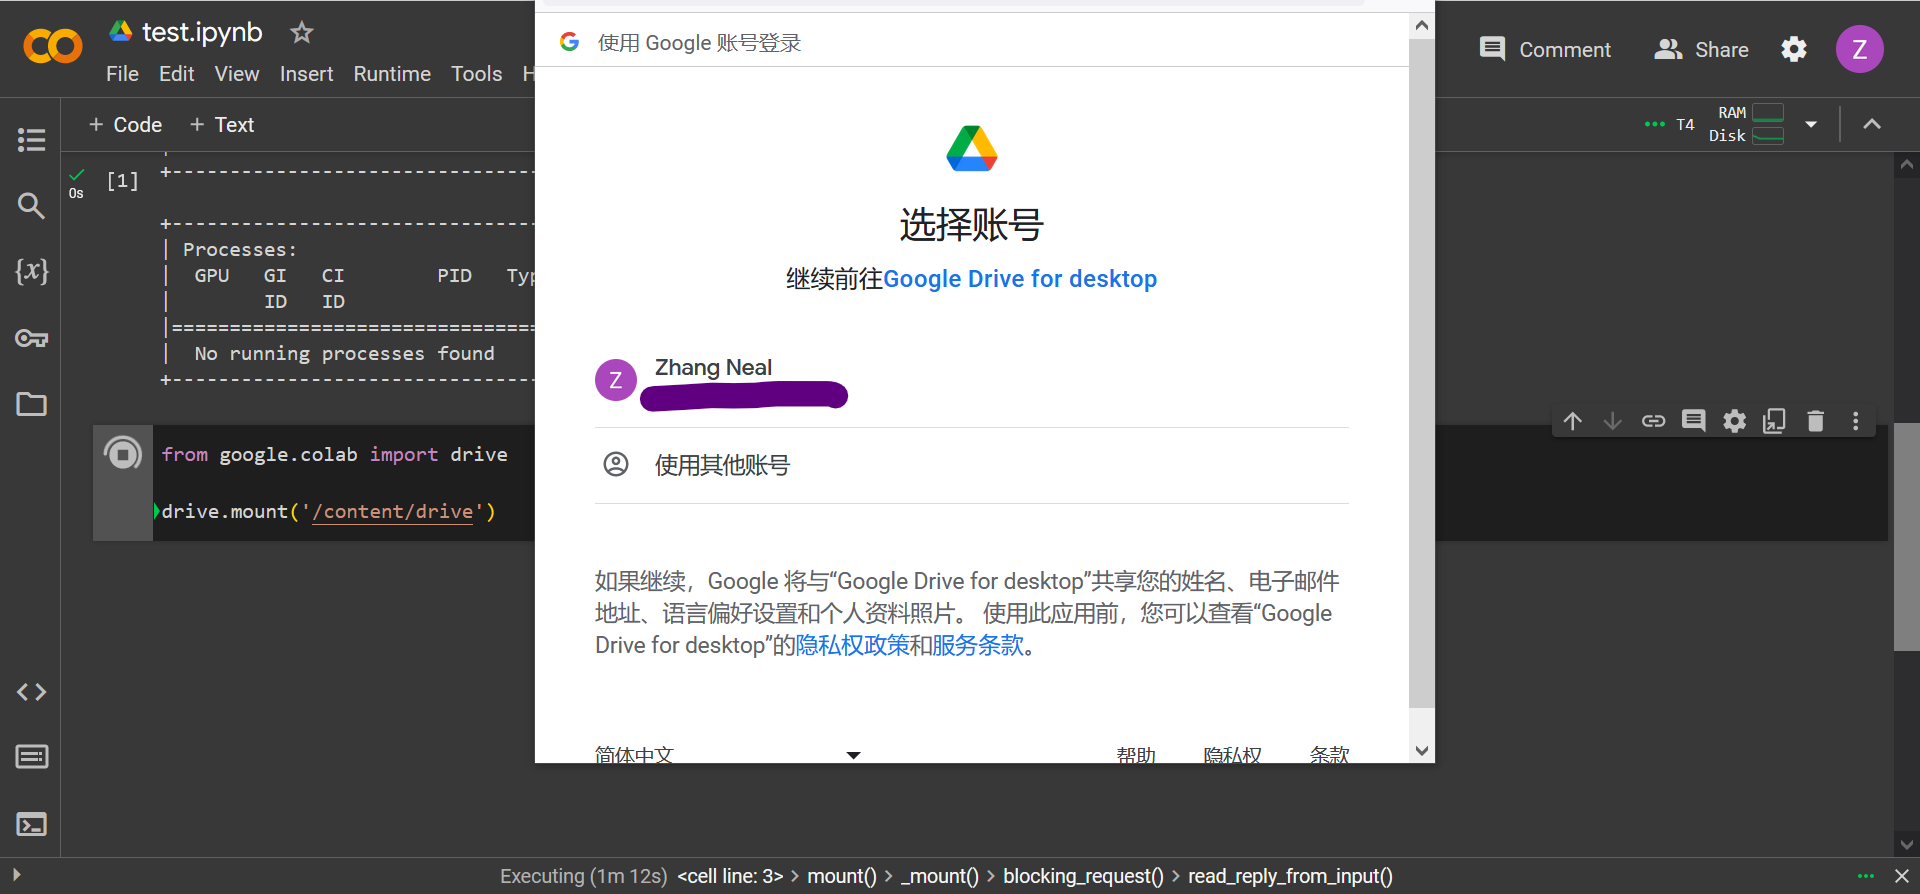 test.ipynb
File Edit View Insert Runtime Tools H
Comment
Share
Z
+ Code + Text
T4
RAM
Disk
0s
[1]
+--------------------------------
+--------------------------------
| Processes:
| GPU GI CI PID Typ
| ID ID
|================================
| No running processes found
+--------------------------------
from google.colab import drive
drive.mount('/content/drive')
使用 Google 账号登录
选择账号
继续前往Google Drive for desktop
Z
Zhang Neal
使用其他账号
如果继续，Google 将与“Google Drive for desktop”共享您的姓名、电子邮件
地址、语言偏好设置和个人资料照片。 使用此应用前，您可以查看“Google
Drive for desktop”的隐私权政策和服务条款。
简体中文
帮助 隐私权 条款
Executing (1m 12s) <cell line: 3> > mount() > _mount() > blocking_request() > read_reply_from_input()